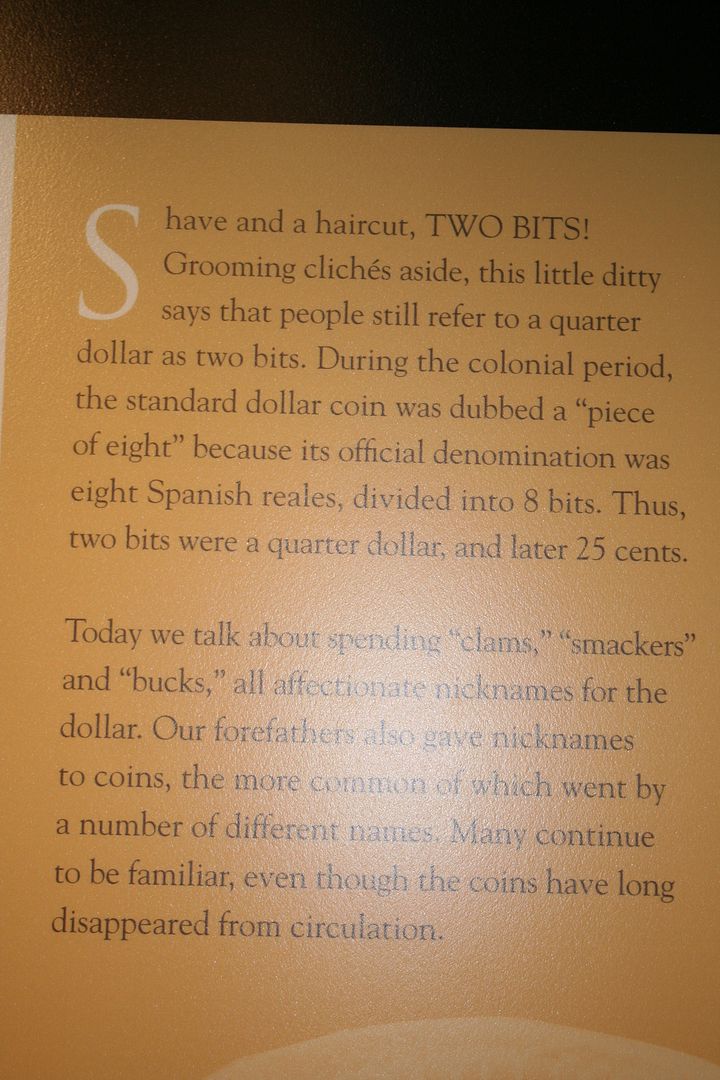 Shave and a haircut, TWO BITS!
Grooming clichés aside, this little ditty
says that people still refer to a quarter
dollar as two bits. During the colonial period,
the standard dollar coin was dubbed a “piece
of eight” because its official denomination was
eight Spanish reales, divided into 8 bits. Thus,
two bits were a quarter dollar, and later 25 cents.
Today we talk about spending “clams,” “smackers”
and “bucks,” all affectionate nicknames for the
dollar. Our forefathers also gave nicknames
to coins, the more common of which went by
a number of different names. Many continue
to be familiar, even though the coins have long
disappeared from circulation.